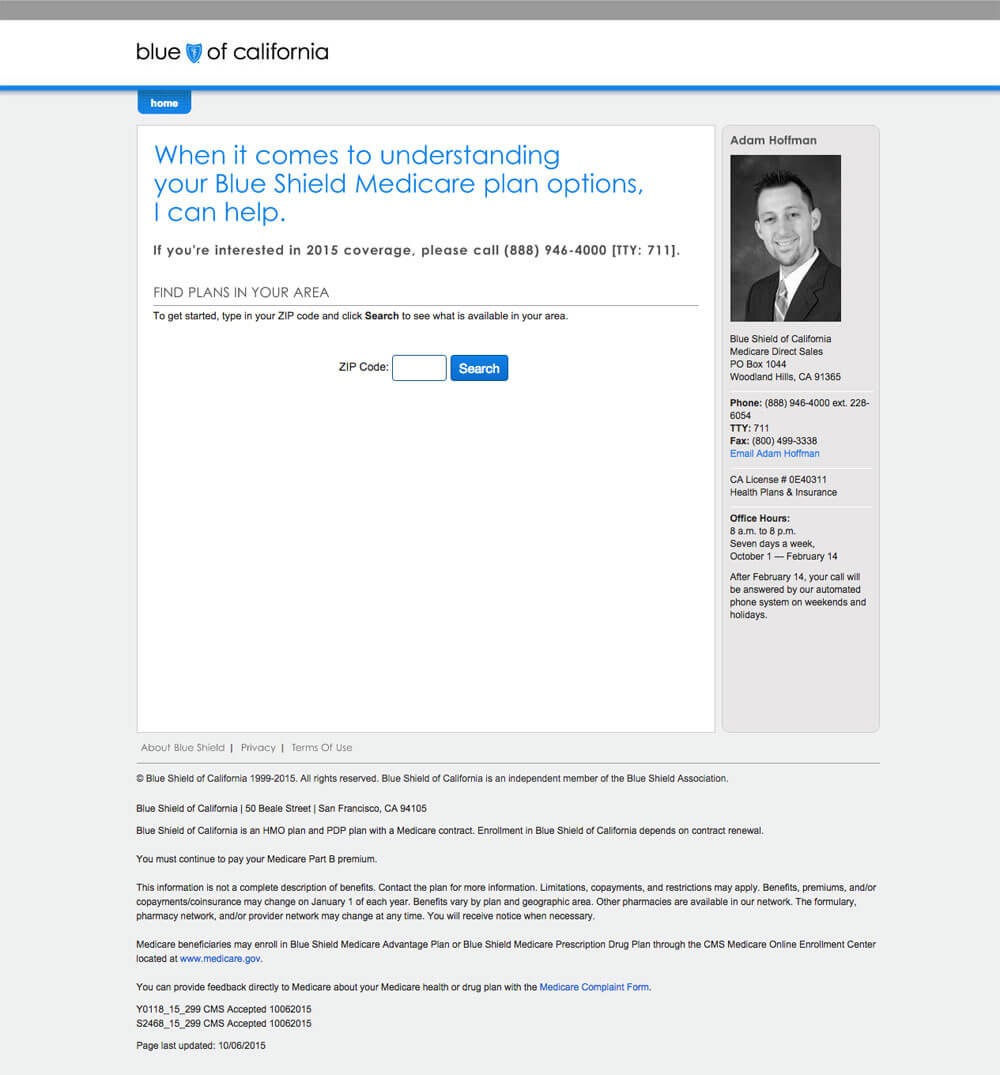 blue of california
home
When it comes to understanding
your Blue Shield Medicare plan options,
I can help.
If you're interested in 2015 coverage, please call (888) 946-4000 [TTY: 711].
FIND PLANS IN YOUR AREA
To get started, type in your ZIP code and click Search to see what is available in your area.
ZIP Code:
Search
Adam Hoffman
Blue Shield of California
Medicare Direct Sales
PO Box 1044
Woodland Hills, CA 91365
Phone: (888) 946-4000 ext. 228-
6054
TTY: 711
Fax: (800) 499-3338
Email Adam Hoffman
CA License # 0E40311
Health Plans & Insurance
Office Hours:
8 a.m. to 8 p.m.
Seven days a week,
October 1 — February 14
After February 14, your call will
be answered by our automated
phone system on weekends and
holidays.
About Blue Shield | Privacy | Terms Of Use
© Blue Shield of California 1999-2015. All rights reserved. Blue Shield of California is an independent member of the Blue Shield Association.
Blue Shield of California | 50 Beale Street | San Francisco, CA 94105
Blue Shield of California is an HMO plan and PDP plan with a Medicare contract. Enrollment in Blue Shield of California depends on contract renewal.
You must continue to pay your Medicare Part B premium.
This information is not a complete description of benefits. Contact the plan for more information. Limitations, copayments, and restrictions may apply. Benefits, premiums, and/or
copayments/coinsurance may change on January 1 of each year. Benefits vary by plan and geographic area. Other pharmacies are available in our network. The formulary,
pharmacy network, and/or provider network may change at any time. You will receive notice when necessary.
Medicare beneficiaries may enroll in Blue Shield Medicare Advantage Plan or Blue Shield Medicare Prescription Drug Plan through the CMS Medicare Online Enrollment Center
located at www.medicare.gov.
You can provide feedback directly to Medicare about your Medicare health or drug plan with the Medicare Complaint Form.
Y0118_15_299 CMS Accepted 10062015
S2468_15_299 CMS Accepted 10062015
Page last updated: 10/06/2015